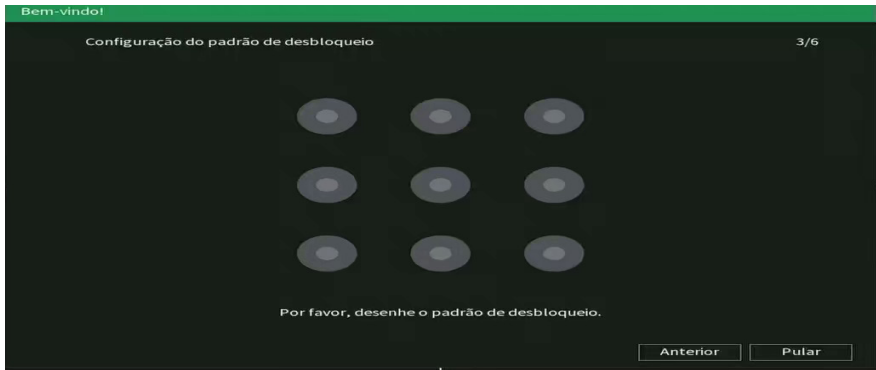 Bem-vindo!
Configuração do padrão de desbloqueio 3/6
Por favor, desenhe o padrão de desbloqueio.
Anterior Pular